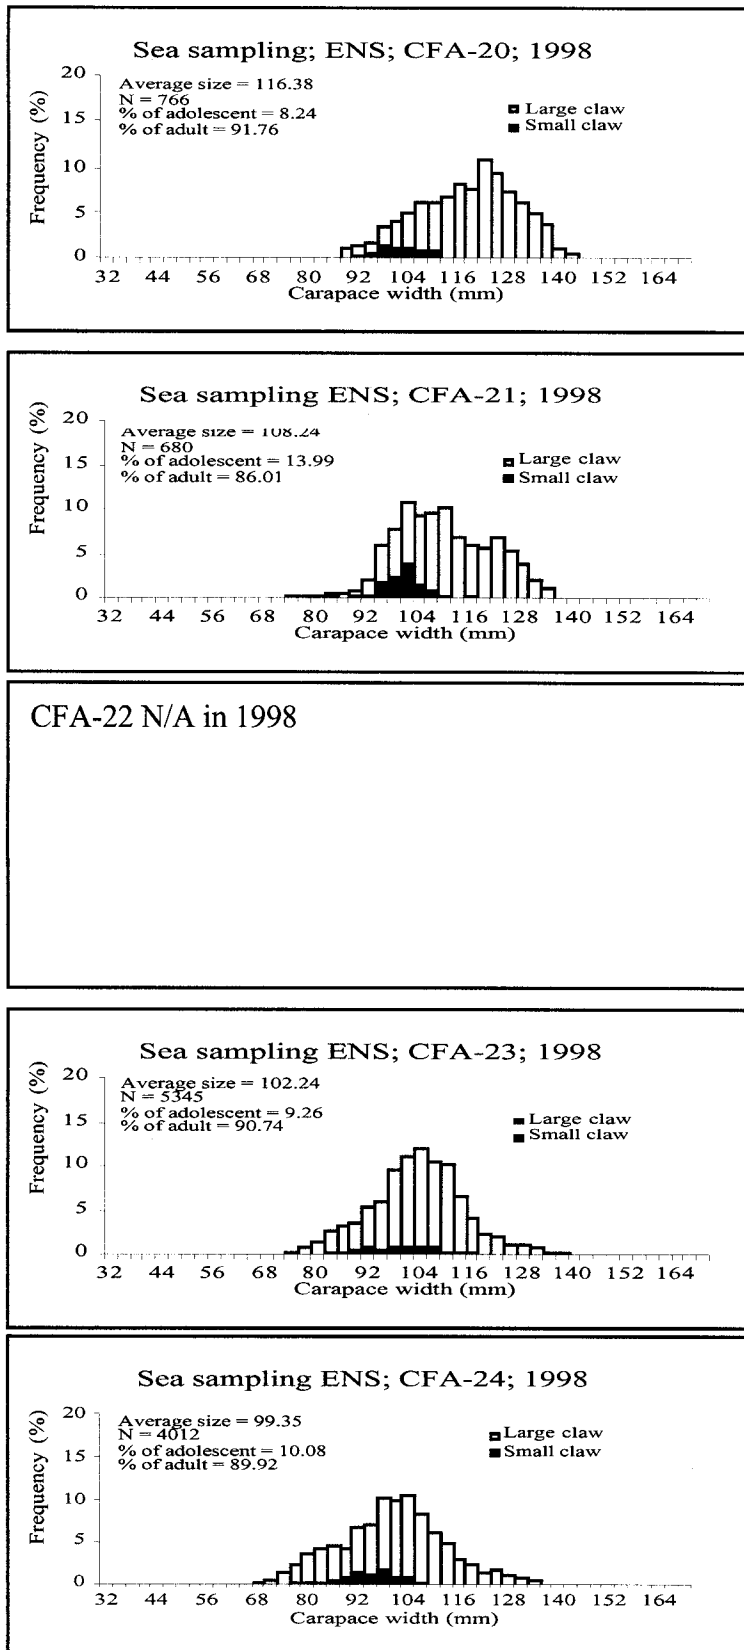 Sea sampling; ENS; CFA-20; 1998
Average size = 116.38
N = 766
% of adolescent = 8.24
% of adult = 91.76
Large claw
Small claw
Frequency (%)
20
15
10
5
0
32 44 56 68 80 92 104 116 128 140 152 164
Carapace width (mm)
Sea sampling ENS; CFA-21; 1998
Average size = 108.24
N = 680
% of adolescent = 13.99
% of adult = 86.01
Large claw
Small claw
Frequency (%)
20
15
10
5
0
32 44 56 68 80 92 104 116 128 140 152 164
Carapace width (mm)
CFA-22 N/A in 1998
Sea sampling ENS; CFA-23; 1998
Average size = 102.24
N = 5345
% of adolescent = 9.26
% of adult = 90.74
Large claw
Small claw
Frequency (%)
20
15
10
5
0
32 44 56 68 80 92 104 116 128 140 152 164
Carapace width (mm)
Sea sampling ENS; CFA-24; 1998
Average size = 99.35
N = 4012
% of adolescent = 10.08
% of adult = 89.92
Large claw
Small claw
Frequency (%)
20
15
10
5
0
32 44 56 68 80 92 104 116 128 140 152 164
Carapace width (mm)